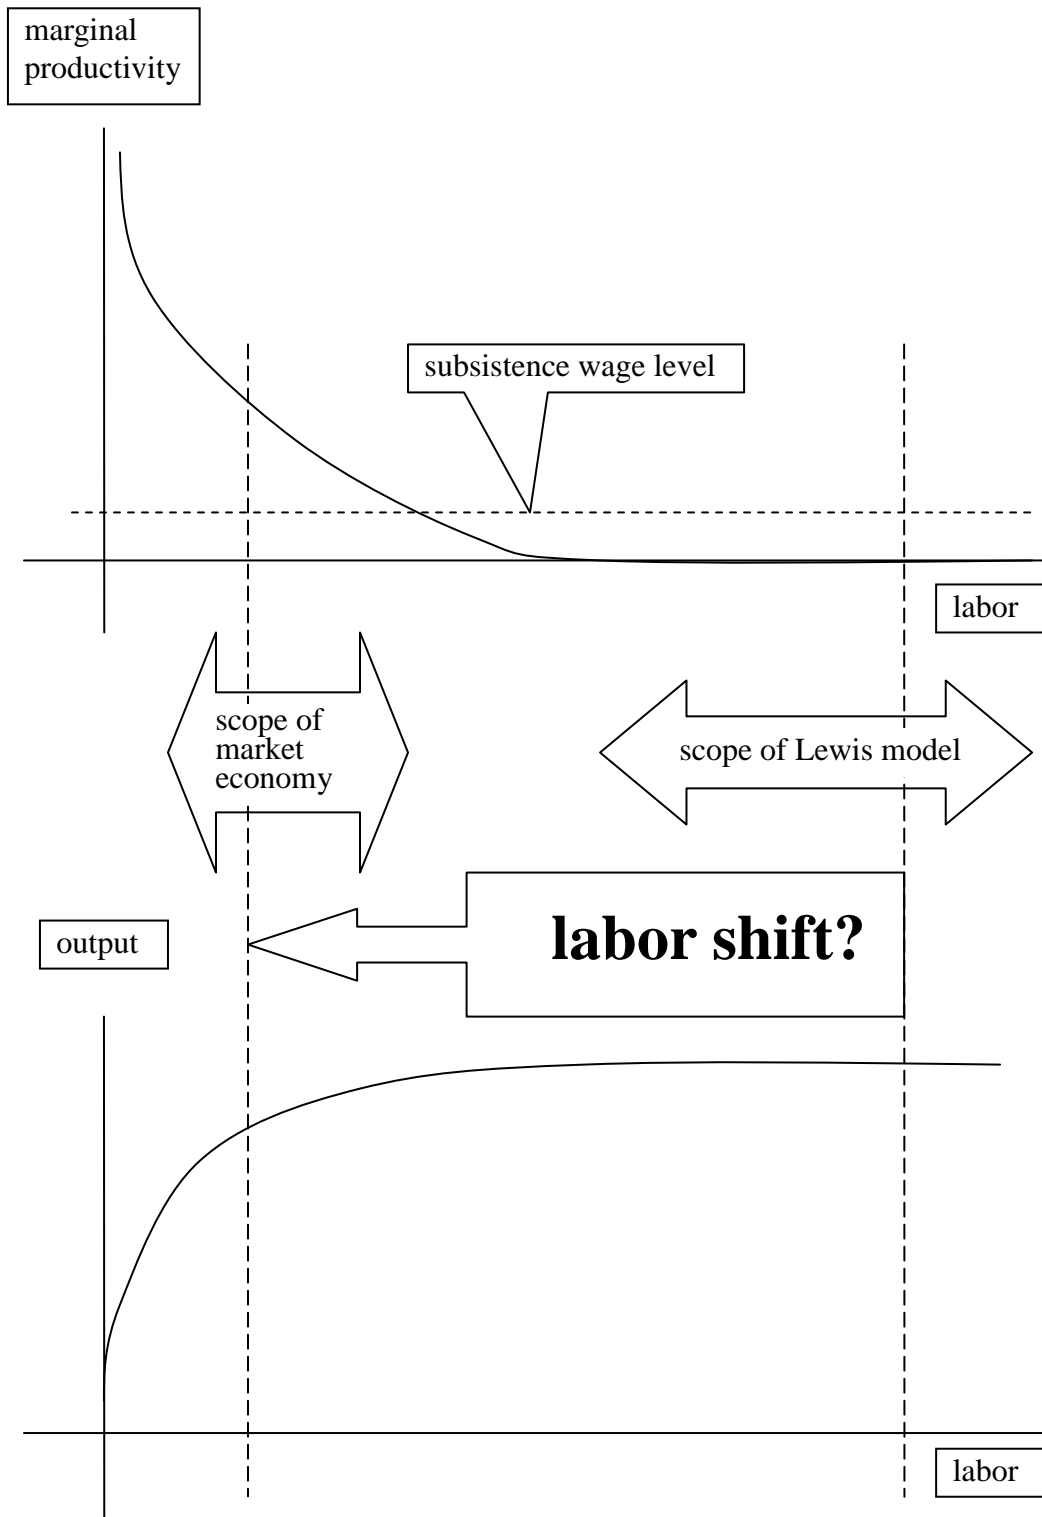 marginal
productivity
subsistence wage level
labor
scope of
market
economy
scope of Lewis model
labor shift?
output
labor